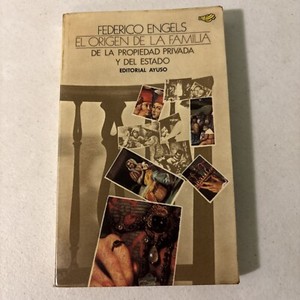 FEDERICO ENGELS
EL ORIGEN DE LA FAMILIA
DE LA PROPIEDAD PRIVADA
Y DEL ESTADO
EDITORIAL AYUSO